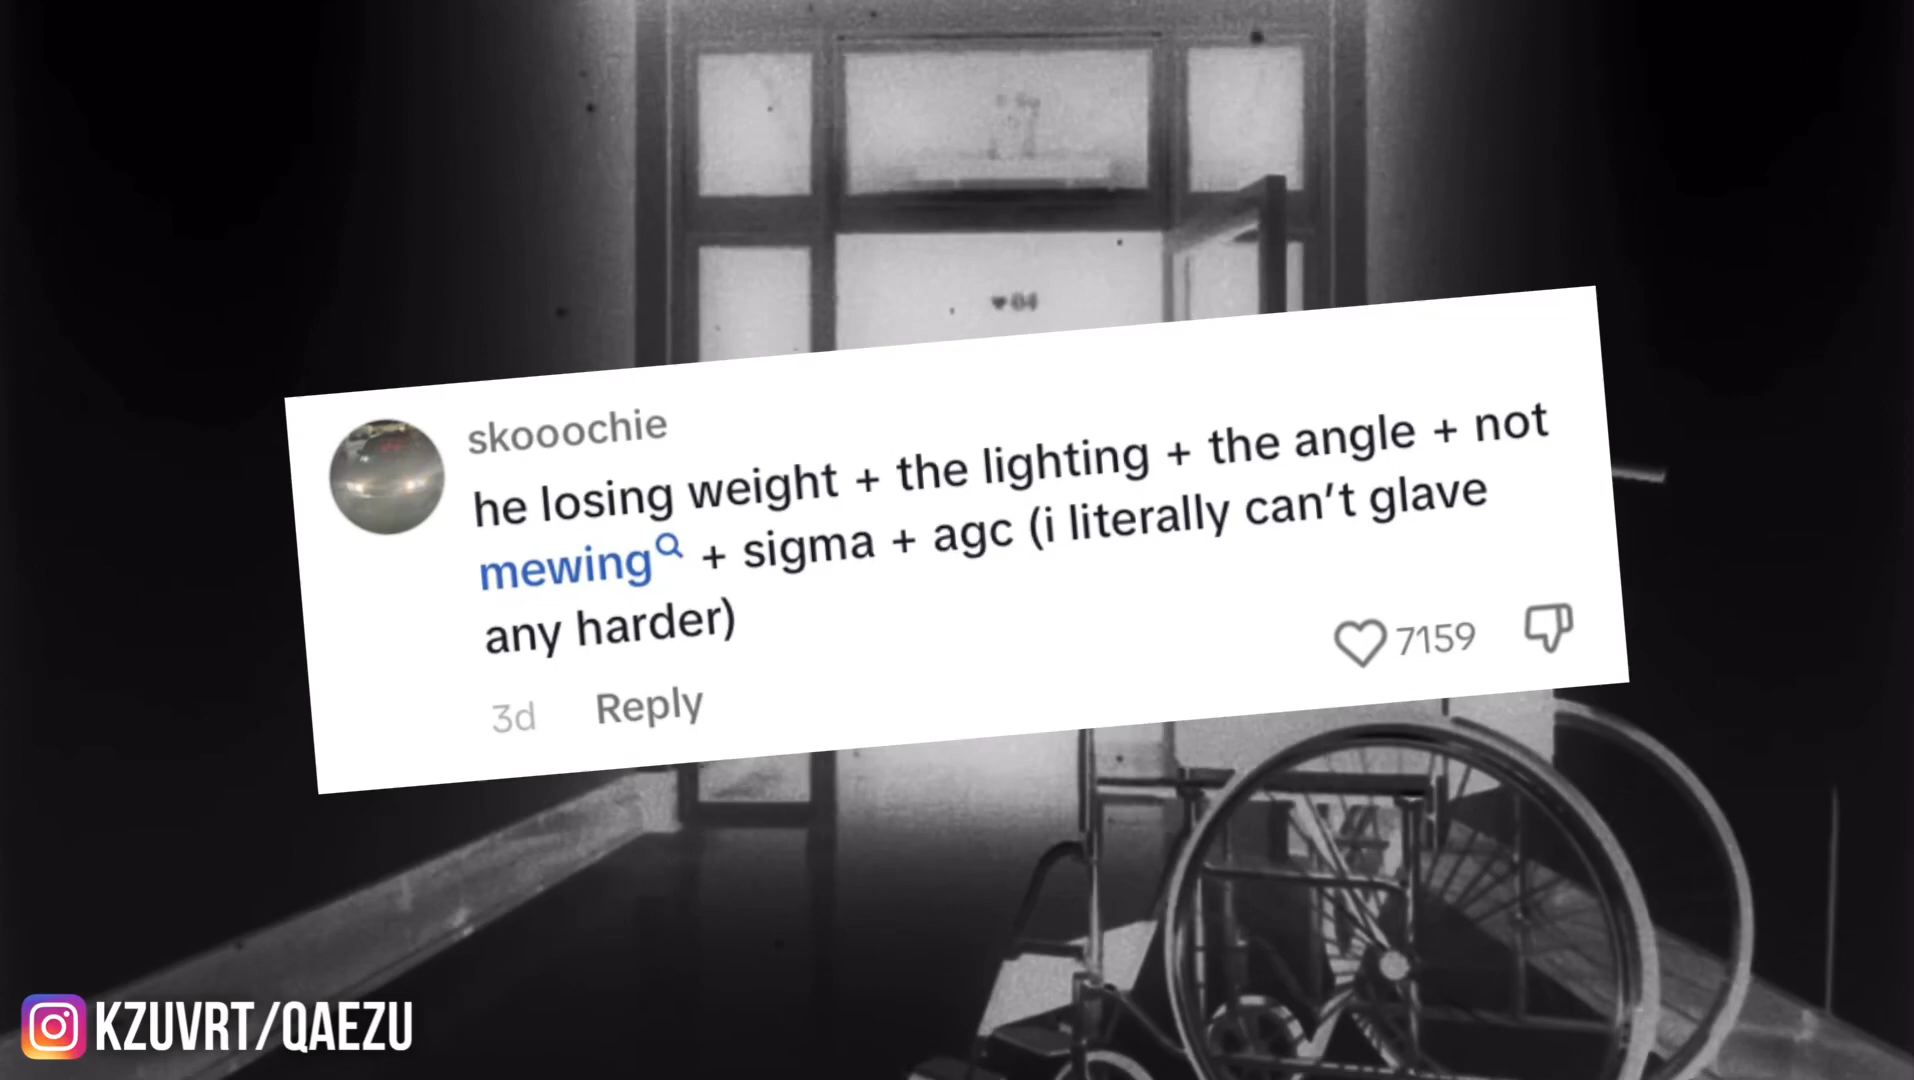 skooochie
he losing weight + the lighting + the angle + not
mewing + sigma + agc (i literally can’t glave
any harder)
3d Reply 7159
KZUVRT/QAEZU